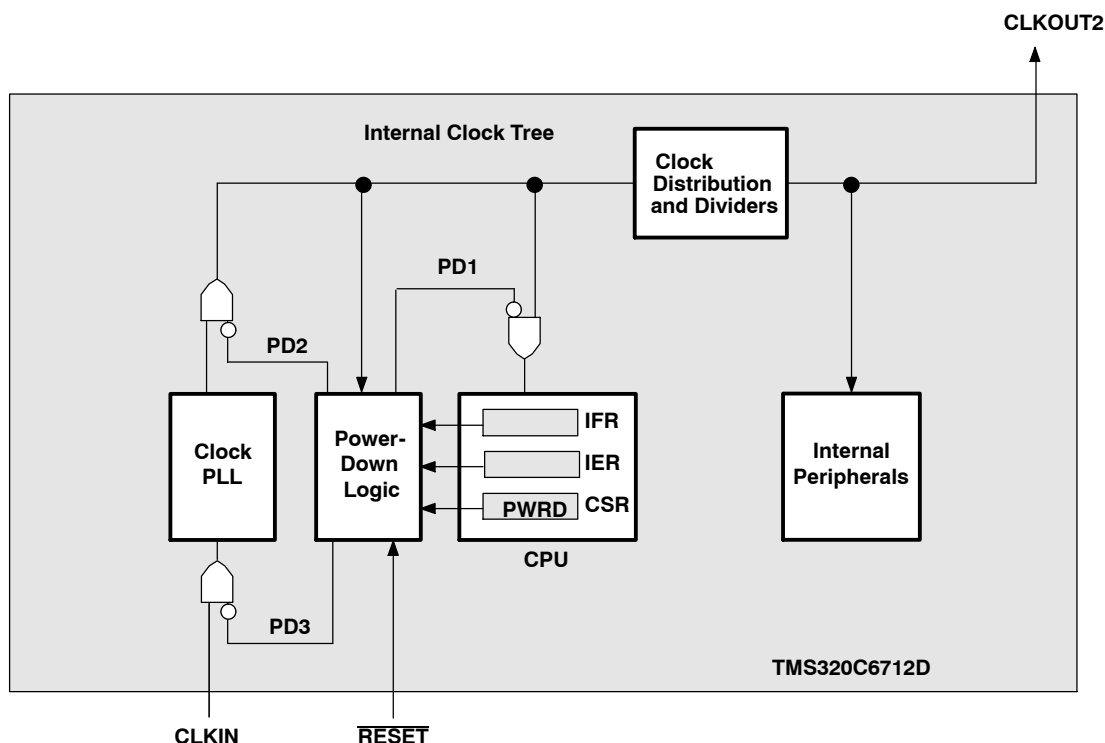 CLKOUT2
Internal Clock Tree
Clock
Distribution
and Dividers
PD1
PD2
Clock
PLL
Power-
Down
Logic
IFR
IER
PWRD
CSR
CPU
Internal
Peripherals
PD3
TMS320C6712D
CLKIN
RESET